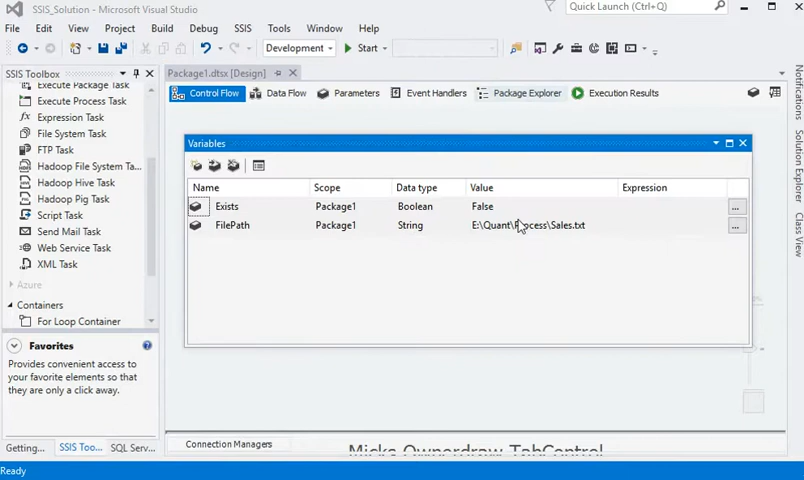 SSIS_Solution - Microsoft Visual Studio
Quick Launch (Ctrl+Q)
File Edit View Project Build Debug SSIS Tools Window Help
Development Start
SSIS Toolbox
Package1.dtsx [Design]
Control Flow Data Flow Parameters Event Handlers Package Explorer Execution Results
Execute Package Task
Execute Process Task
Expression Task
File System Task
FTP Task
Hadoop File System Ta...
Hadoop Hive Task
Hadoop Pig Task
Script Task
Send Mail Task
Web Service Task
XML Task
Azure
Containers
For Loop Container
Favorites
Provides convenient access to
your favorite elements so that
they are only a click away.
Getting... SSIS Too... SQL Serv...
Variables
Name Scope Data type Value Expression
Exists Package1 Boolean False ...
FilePath Package1 String E:\Quant\Process\Sales.txt ...
Connection Managers
Micks Ownerdraw TabControl
Notifications
Solution Explorer
Class View
Ready